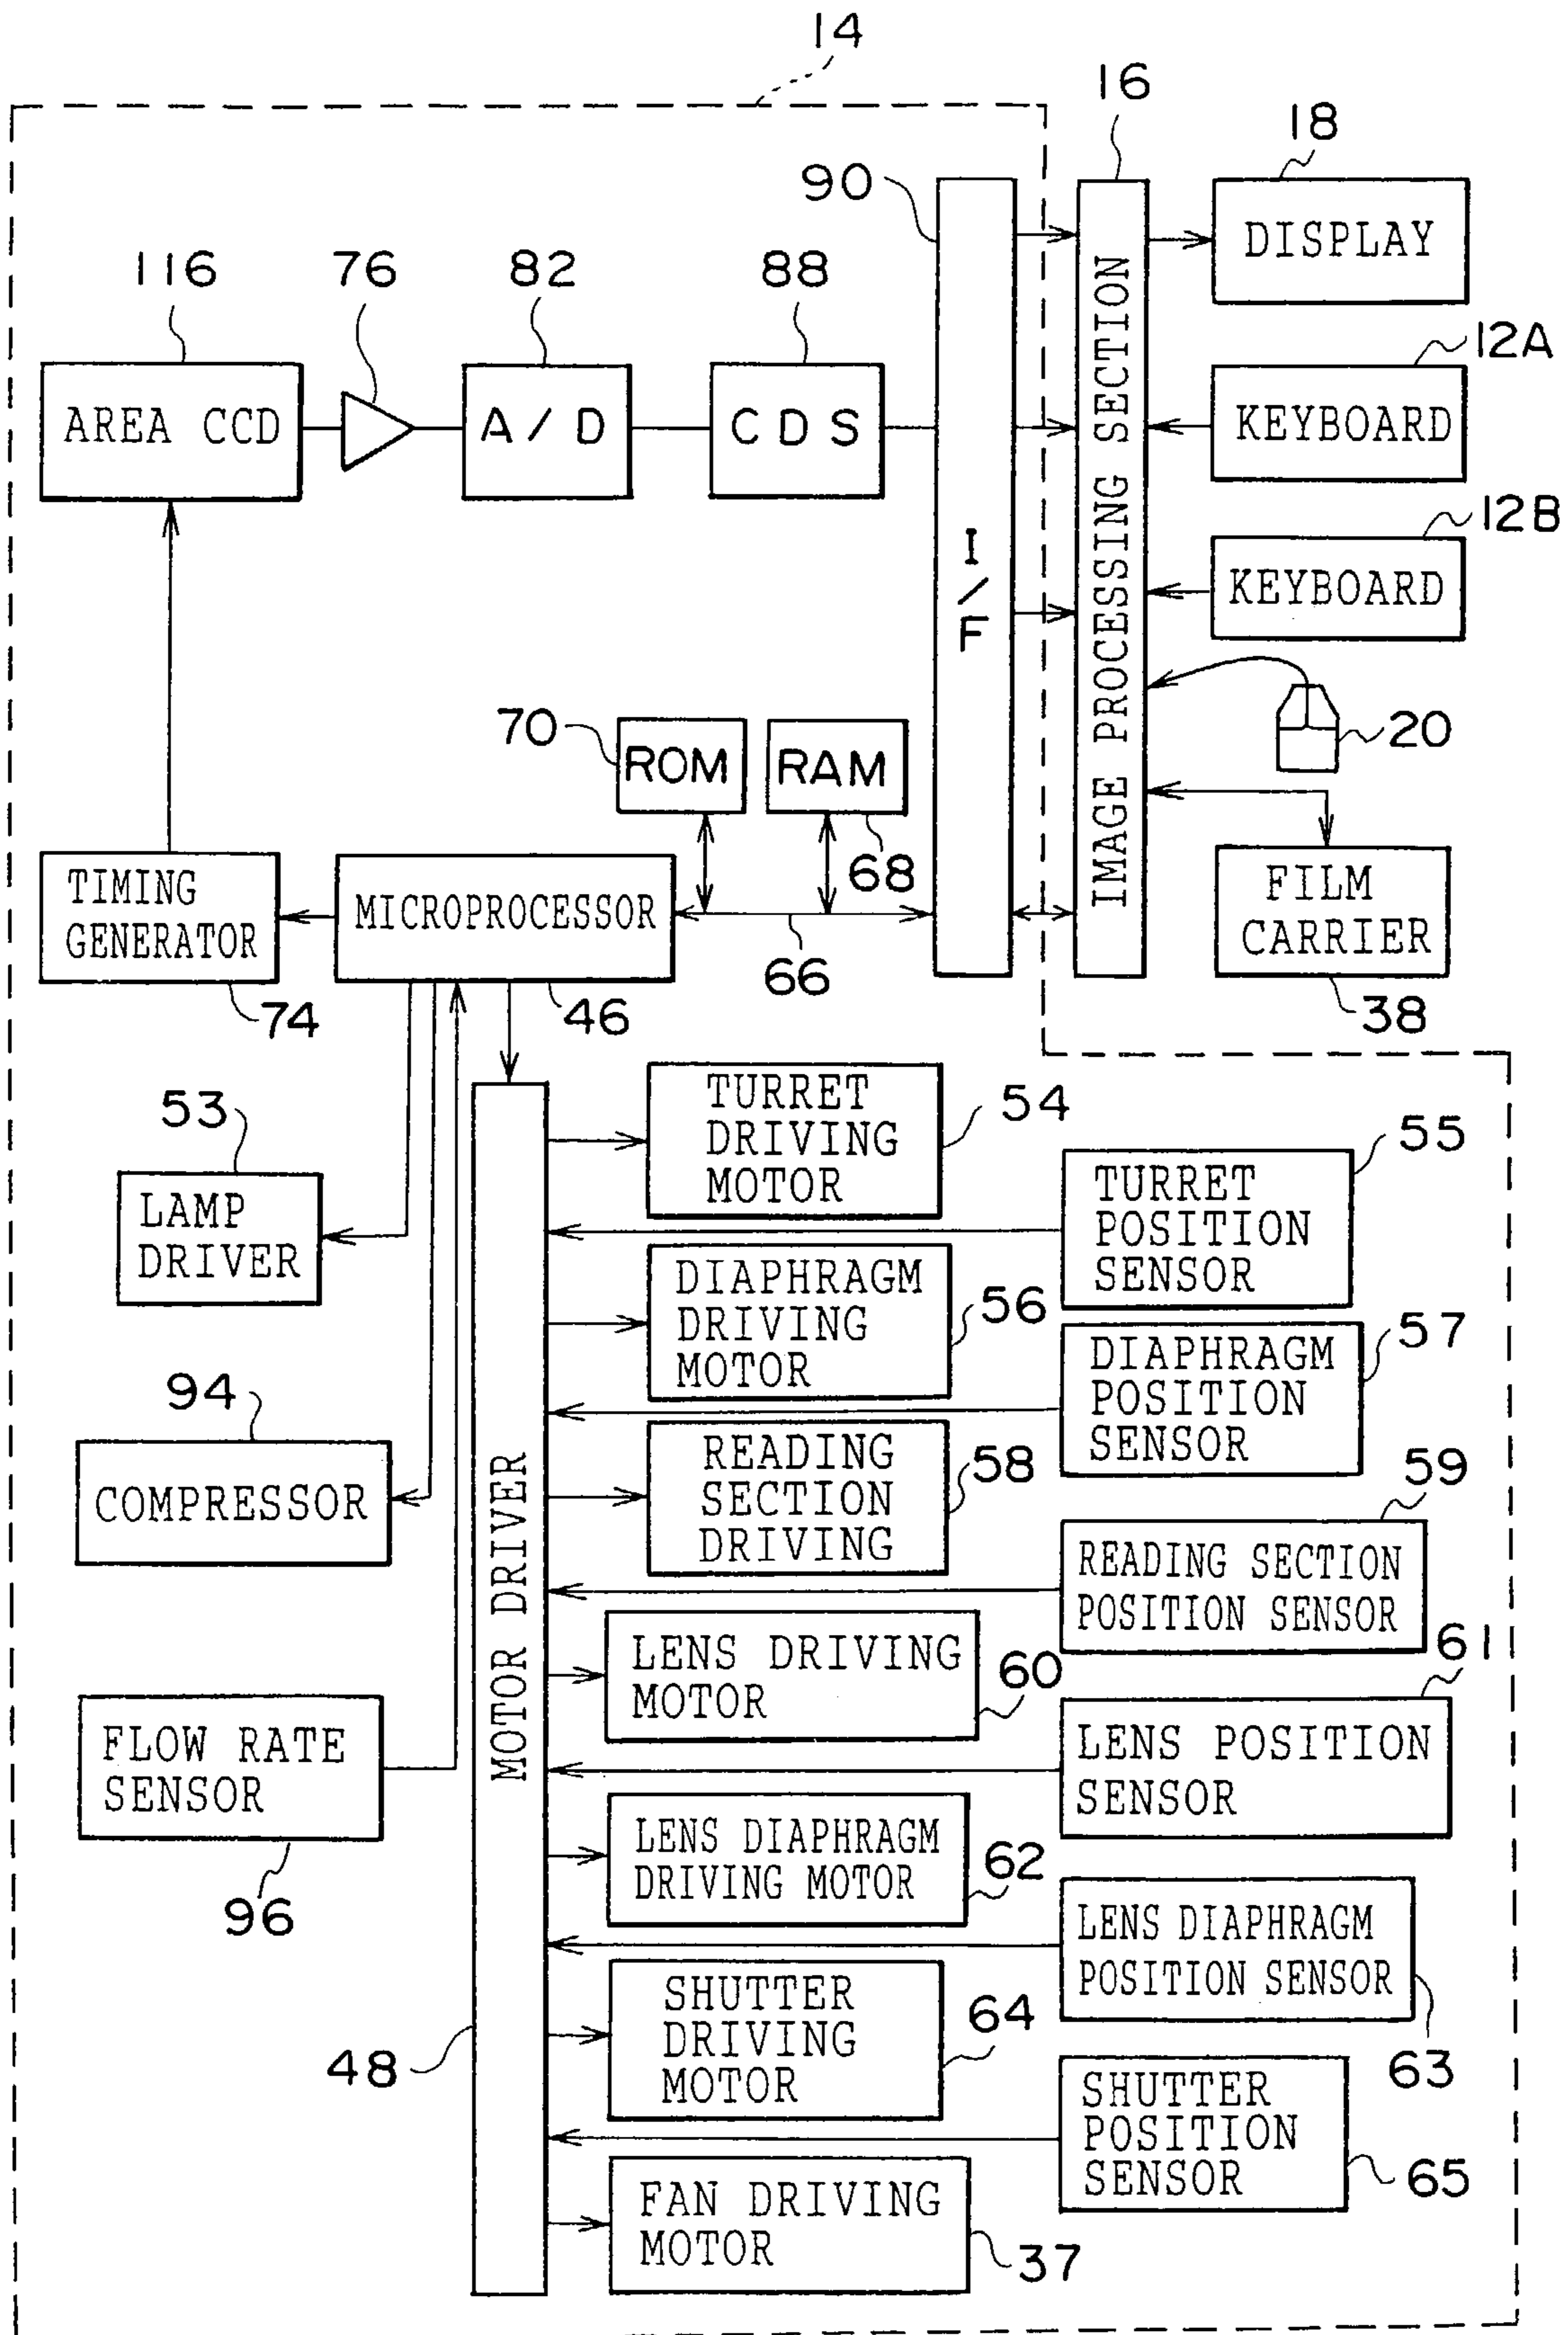 14
16
18
90
DISPLAY
116
76
82
88
12A
AREA CCD
A/D
CDS
KEYBOARD
12B
I/F
IMAGE PROCESSING SECTION
KEYBOARD
20
70
ROM
RAM
68
TIMING
GENERATOR
MICROPROCESSOR
FILM
CARRIER
66
74
46
38
53
TURRET
DRIVING
MOTOR
54
55
LAMP
DRIVER
TURRET
POSITION
SENSOR
DIAPHRAGM
DRIVING
MOTOR
56
57
DIAPHRAGM
POSITION
SENSOR
94
COMPRESSOR
READING
SECTION
DRIVING
58
59
MOTOR DRIVER
READING SECTION
POSITION SENSOR
LENS DRIVING
MOTOR
60
61
FLOW RATE
SENSOR
LENS POSITION
SENSOR
96
LENS DIAPHRAGM
DRIVING MOTOR
62
LENS DIAPHRAGM
POSITION SENSOR
63
48
SHUTTER
DRIVING
MOTOR
64
SHUTTER
POSITION
SENSOR
65
FAN DRIVING
MOTOR
37